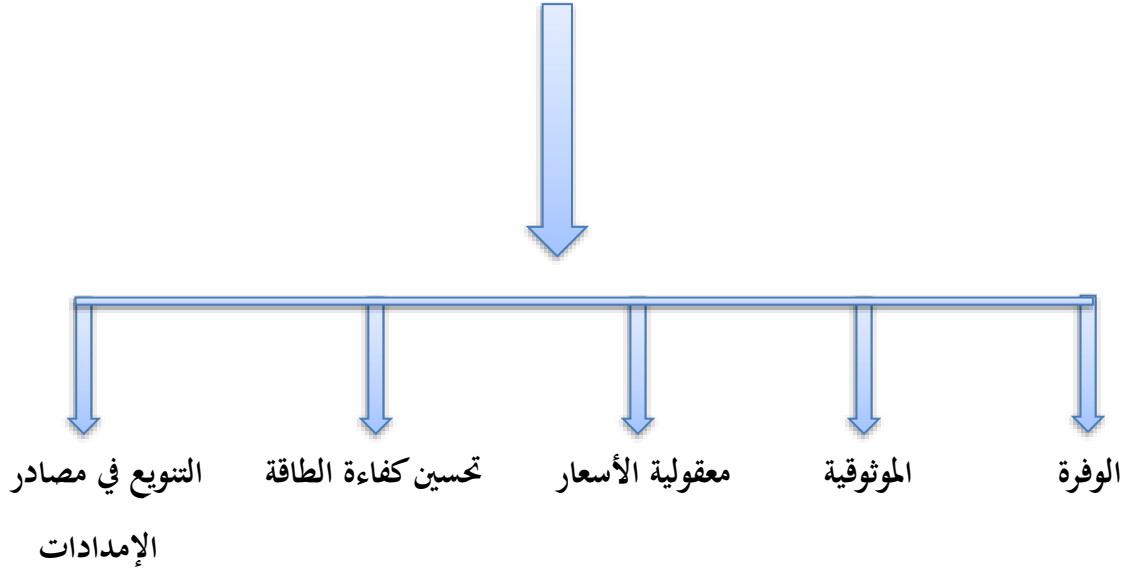 الوفرة
الموثوقية
معقولية الأسعار
تحسين كفاءة الطاقة
التنويع في مصادر
الإمدادات